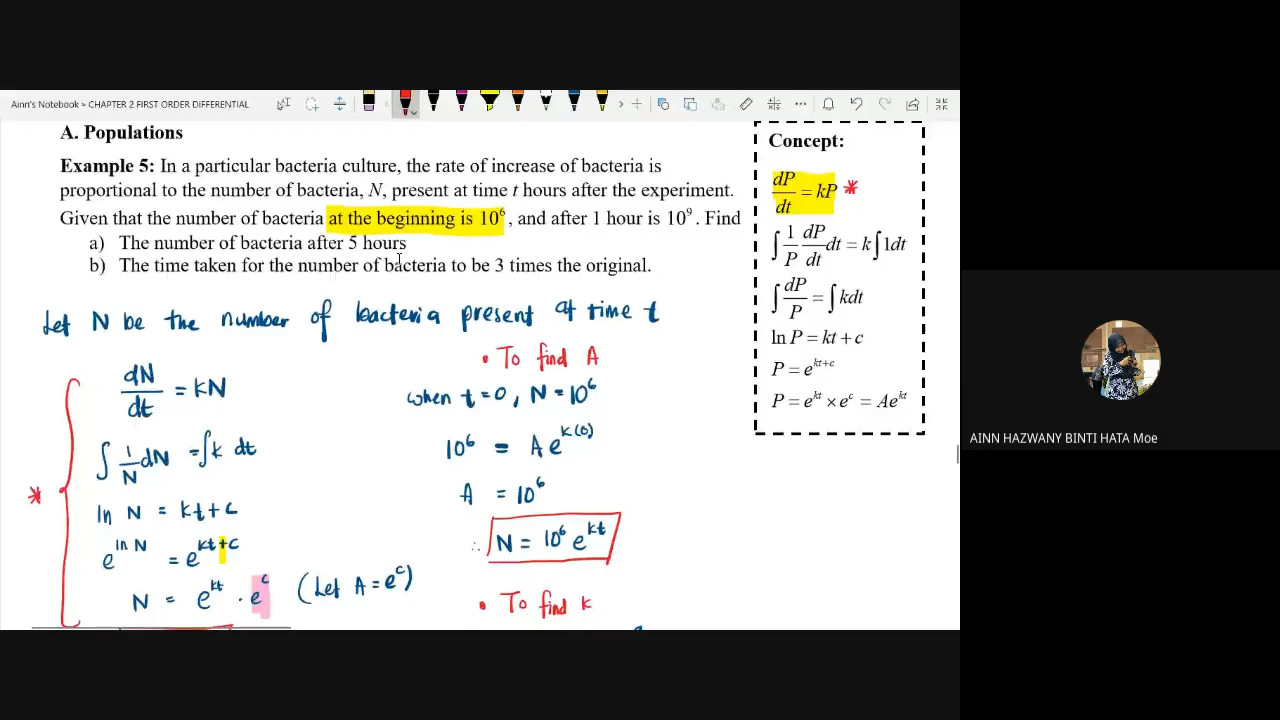 Ainn's Notebook ~ CHAPTER 2 FIRST ORDER DIFFERENTIAL
A. Populations
Example 5: In a particular bacteria culture, the rate of increase of bacteria is
proportional to the number of bacteria, N, present at time t hours after the experiment.
Given that the number of bacteria at the beginning is 10⁶, and after 1 hour is 10⁹. Find
a) The number of bacteria after 5 hours
b) The time taken for the number of bacteria to be 3 times the original.
Let N be the number of bacteria present at time t
dN/dt = kN
∫ 1/N dN = ∫ k dt
ln N = kt + c
e^(ln N) = e^(kt+c)
N = e^(kt) · e^c (Let A = e^c)
• To find A
when t = 0, N = 10⁶
10⁶ = A e^(k(0))
A = 10⁶
∴ N = 10⁶ e^(kt)
• To find k
Concept:
dP/dt = kP *
∫ 1/P dP/dt dt = k ∫ 1dt
∫ dP/P = ∫ kdt
ln P = kt + c
P = e^(kt+c)
P = e^(kt) × e^c = Ae^(kt)
*
AINN HAZWANY BINTI HATA Moe